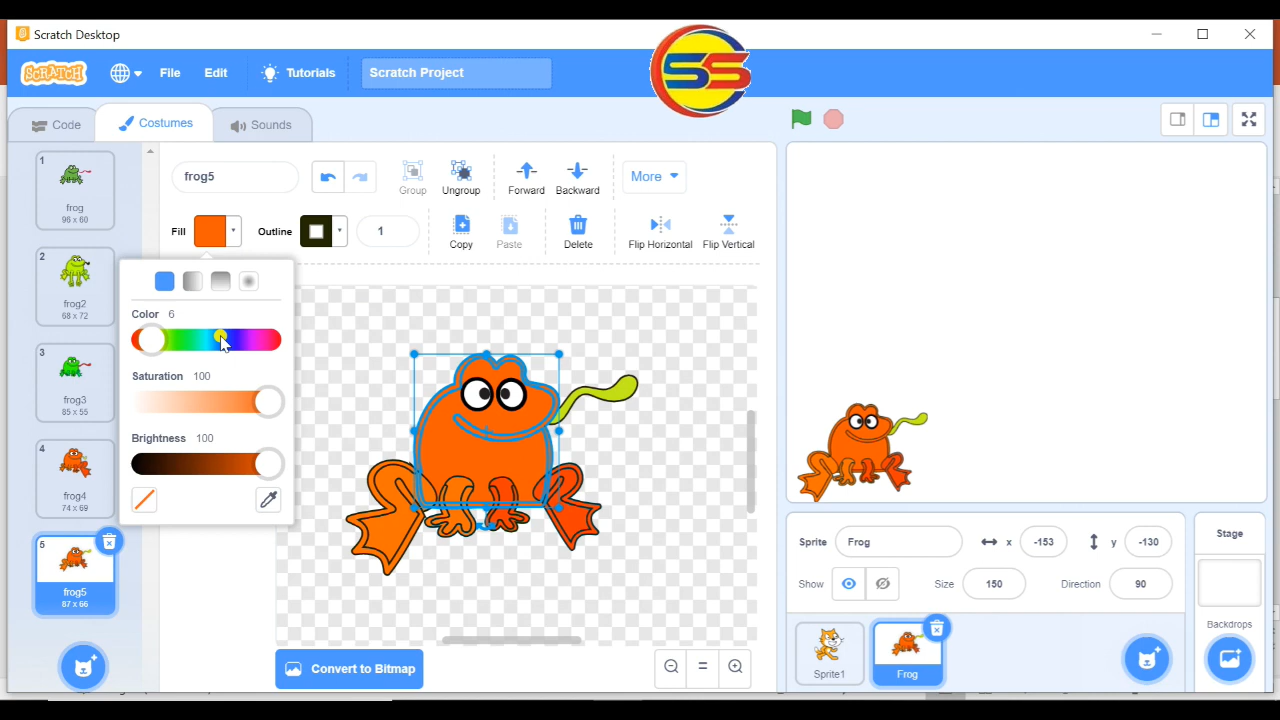 Scratch Desktop
SCRATCH
File
Edit
Tutorials
Scratch Project
SS
Code
Costumes
Sounds
1
frog
96 x 60
2
frog2
68 x 72
3
frog3
85 x 55
4
frog4
74 x 69
5
frog5
87 x 66
frog5
Group
Ungroup
Forward
Backward
More
Fill
Outline
1
Copy
Paste
Delete
Flip Horizontal
Flip Vertical
Color 6
Saturation 100
Brightness 100
Convert to Bitmap
Sprite
Frog
x
-153
y
-130
Show
Size
150
Direction
90
Sprite1
Frog
Stage
Backdrops